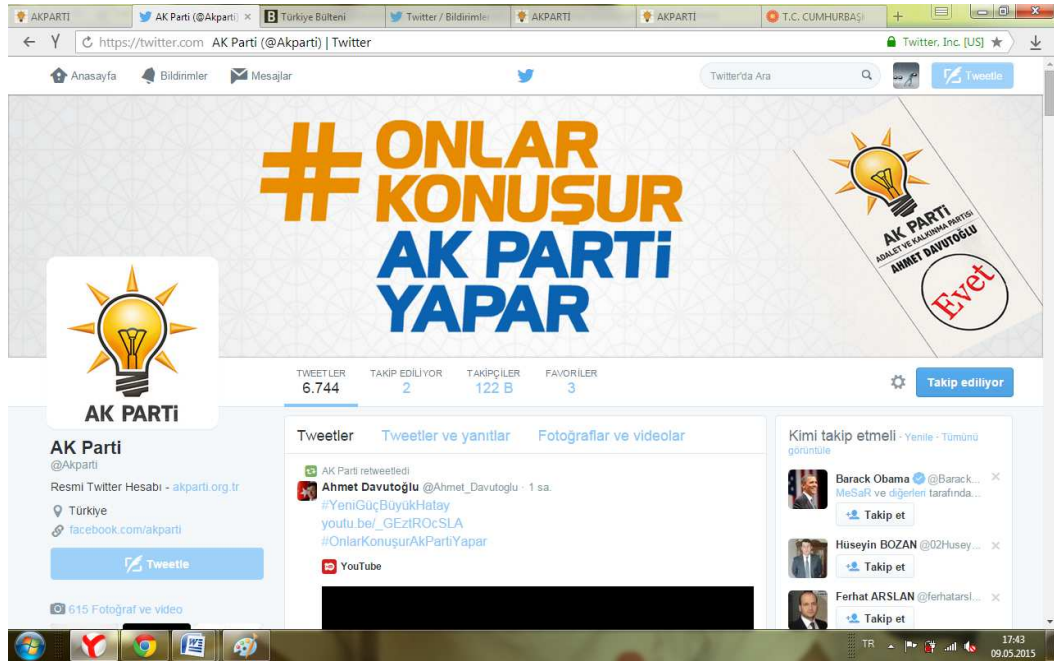 AKPARTİ
AK Parti (@Akparti)
Türkiye Bülteni
Twitter / Bildirimler
AKPARTİ
AKPARTİ
T.C. CUMHURBAŞ
https://twitter.com AK Parti (@Akparti) | Twitter
Twitter, Inc. [US]
Anasayfa
Bildirimler
Mesajlar
Twitter'da Ara
Tweetle
#ONLAR
KONUŞUR
AK PARTi
YAPAR
AK PARTi
ADALET VE KALKINMA PARTİSİ
AHMET DAVUTOĞLU
Evet
AK PARTi
TWEETLER
6.744
TAKİP EDİLİYOR
2
TAKİPÇİLER
122 B
FAVORİLER
3
Takip ediliyor
AK Parti
@Akparti
Resmi Twitter Hesabı - akparti.org.tr
Türkiye
facebook.com/akparti
Tweetle
615 Fotoğraf ve video
Tweetler
Tweetler ve yanıtlar
Fotoğraflar ve videolar
AK Parti retweetledi
Ahmet Davutoğlu @Ahmet_Davutoglu · 1 sa.
#YeniGüçBüyükHatay
youtu.be/_GEztROcSLA
#OnlarKonuşurAkPartiYapar
YouTube
Kimi takip etmeli · Yenile · Tümünü
görüntüle
Barack Obama @Barack...
MeSaR ve diğerleri tarafında...
Takip et
Hüseyin BOZAN @02Husey...
Takip et
Ferhat ARSLAN @ferhatarsl...
Takip et
TR
17:43
09.05.2015